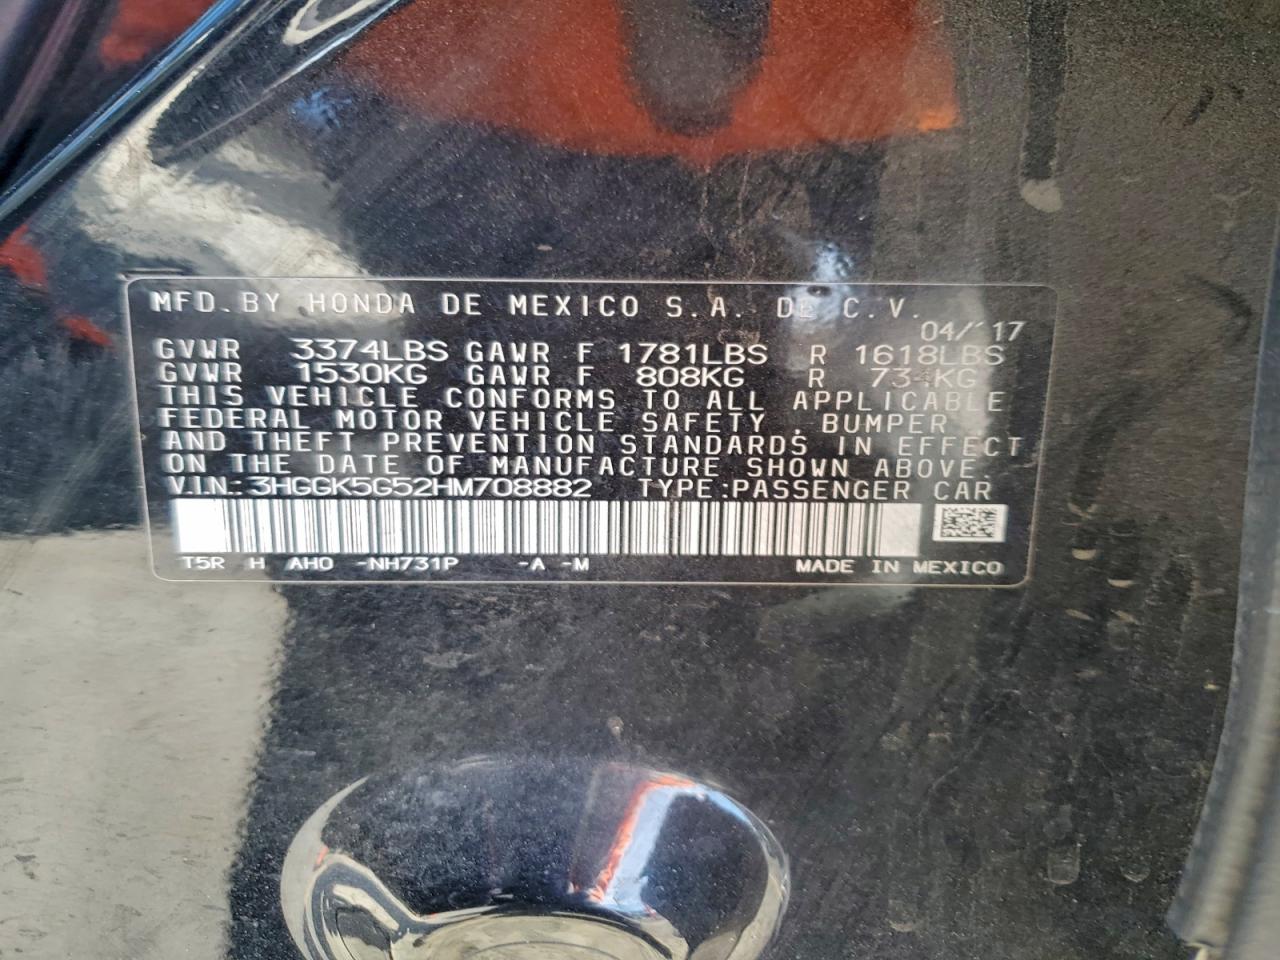 MFD. BY HONDA DE MEXICO S.A. DE C.V.
04/'17
GVWR 3374LBS GAWR F 1781LBS R 1618LBS
GVWR 1530KG GAWR F 808KG R 734KG
THIS VEHICLE CONFORMS TO ALL APPLICABLE
FEDERAL MOTOR VEHICLE SAFETY , BUMPER ,
AND THEFT PREVENTION STANDARDS IN EFFECT
ON THE DATE OF MANUFACTURE SHOWN ABOVE.
V.I.N.: 3HGGK5G52HM708882 TYPE:PASSENGER CAR
T5R H AHO -NH731P -A -M MADE IN MEXICO